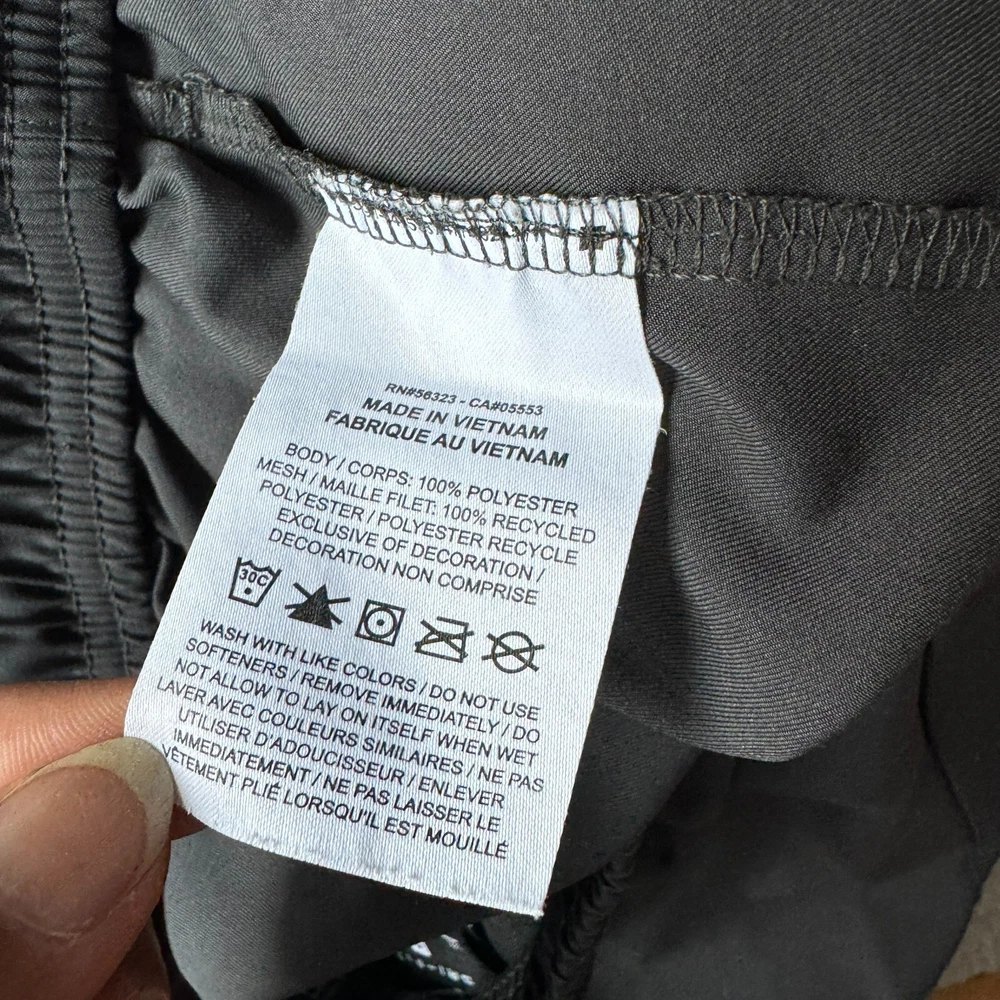 RN#56323 - CA#05553
MADE IN VIETNAM
FABRIQUE AU VIETNAM
BODY / CORPS: 100% POLYESTER
MESH / MAILLE FILET: 100% RECYCLED
POLYESTER / POLYESTER RECYCLE
EXCLUSIVE OF DECORATION /
DECORATION NON COMPRISE
30C
WASH WITH LIKE COLORS / DO NOT USE
SOFTENERS / REMOVE IMMEDIATELY / DO
NOT ALLOW TO LAY ON ITSELF WHEN WET
LAVER AVEC COULEURS SIMILAIRES / NE PAS
UTILISER D'ADOUCISSEUR / ENLEVER
IMMEDIATEMENT / NE PAS LAISSER LE
VÊTEMENT PLIÉ LORSQU'IL EST MOUILLÉ